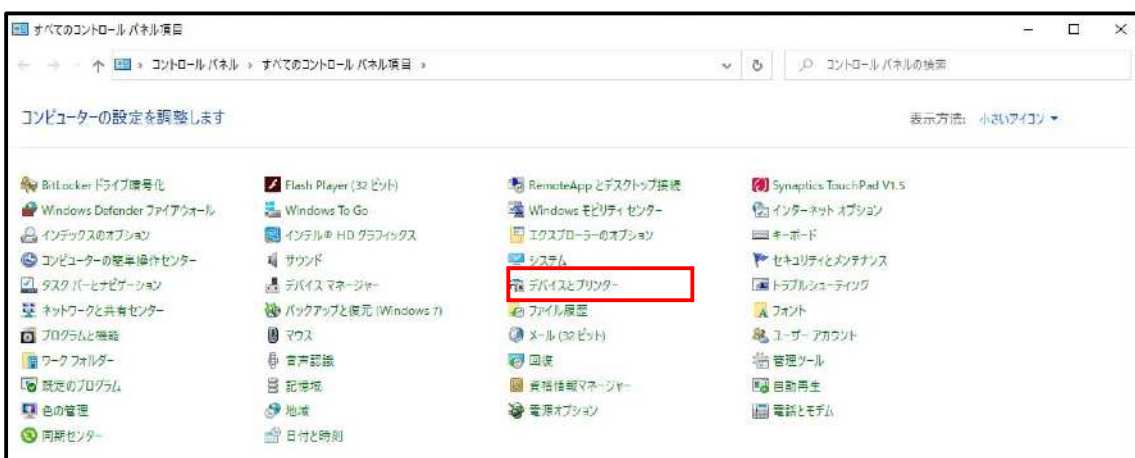 すべてのコントロール パネル項目
コントロール パネル › すべてのコントロール パネル項目 ›
コントロール パネルの検索
コンピューターの設定を調整します
表示方法: 小さいアイコン
BitLocker ドライブ暗号化
Flash Player (32 ビット)
RemoteApp とデスクトップ接続
Synaptics TouchPad V1.5
Windows Defender ファイアウォール
Windows To Go
Windows モビリティ センター
インターネット オプション
インデックスのオプション
インテル® HD グラフィックス
エクスプローラーのオプション
キーボード
コンピューターの簡単操作センター
サウンド
システム
セキュリティとメンテナンス
タスク バーとナビゲーション
デバイス マネージャー
デバイスとプリンター
トラブルシューティング
ネットワークと共有センター
バックアップと復元 (Windows 7)
ファイル履歴
フォント
プログラムと機能
マウス
メール (32 ビット)
ユーザー アカウント
ワーク フォルダー
音声認識
回復
管理ツール
既定のプログラム
記憶域
資格情報マネージャー
自動再生
色の管理
地域
電源オプション
電話とモデム
同期センター
日付と時刻